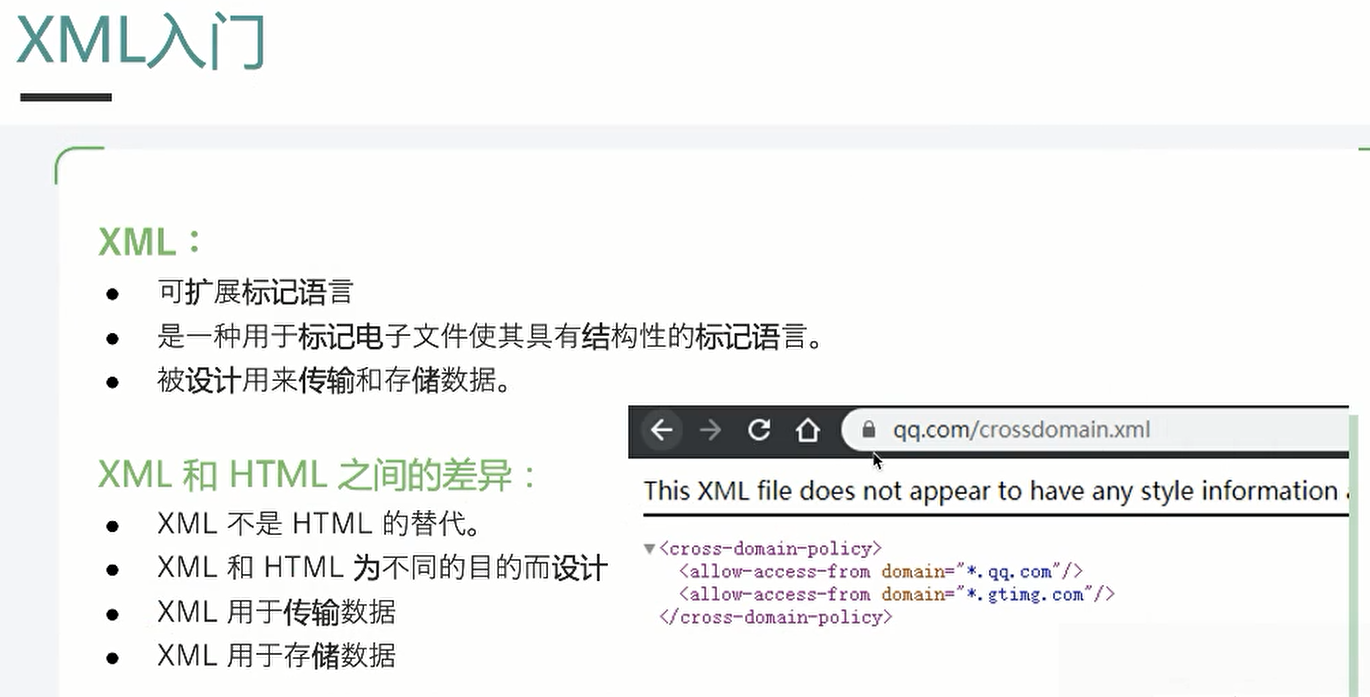 XML入门
XML：
● 可扩展标记语言
● 是一种用于标记电子文件使其具有结构性的标记语言。
● 被设计用来传输和存储数据。
XML 和 HTML 之间的差异：
● XML 不是 HTML 的替代。
● XML 和 HTML 为不同的目的而设计
● XML 用于传输数据
● XML 用于存储数据
qq.com/crossdomain.xml
This XML file does not appear to have any style information
▼<cross-domain-policy>
<allow-access-from domain="*.qq.com"/>
<allow-access-from domain="*.gtimg.com"/>
</cross-domain-policy>